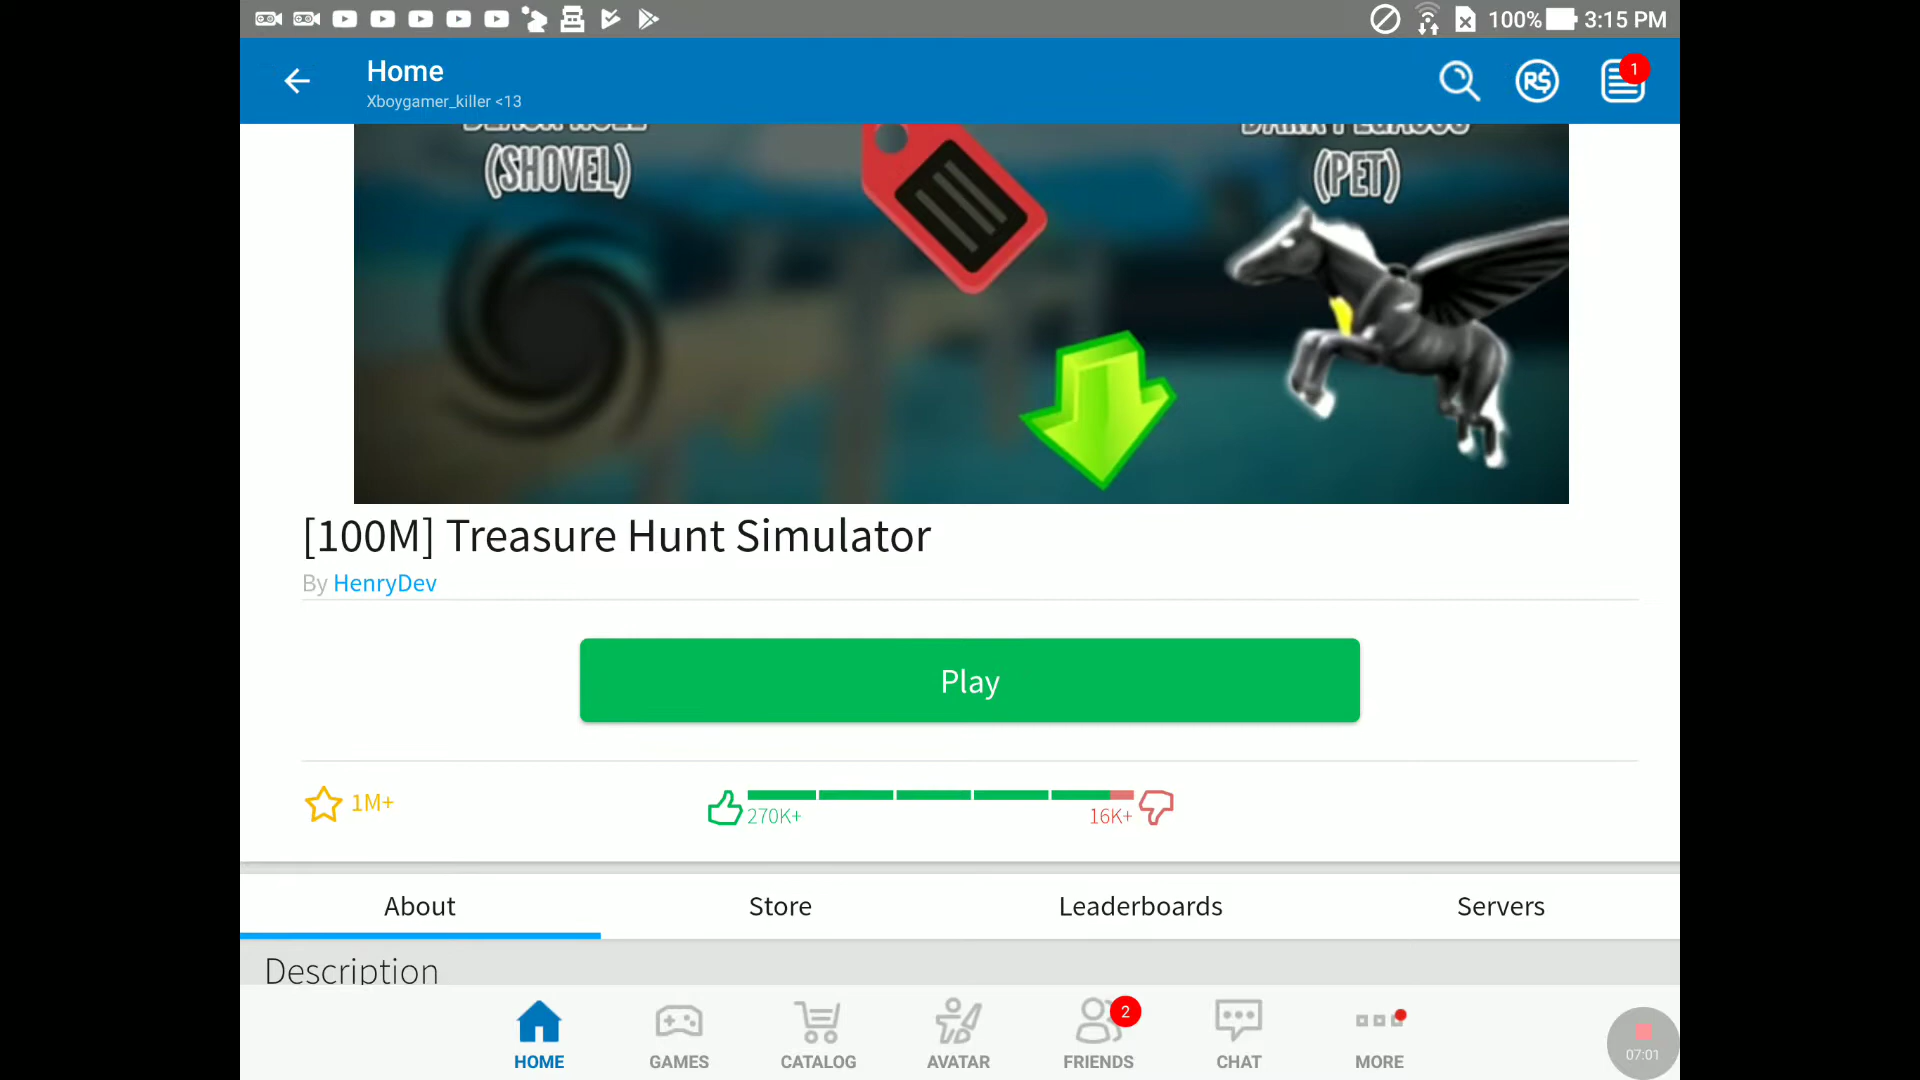 100% 3:15 PM
Home
Xboygamer_killer <13
R$
1
(SHOVEL)
(PET)
[100M] Treasure Hunt Simulator
By HenryDev
Play
1M+
270K+
16K+
About
Store
Leaderboards
Servers
Description
2
HOME
GAMES
CATALOG
AVATAR
FRIENDS
CHAT
MORE
07:01